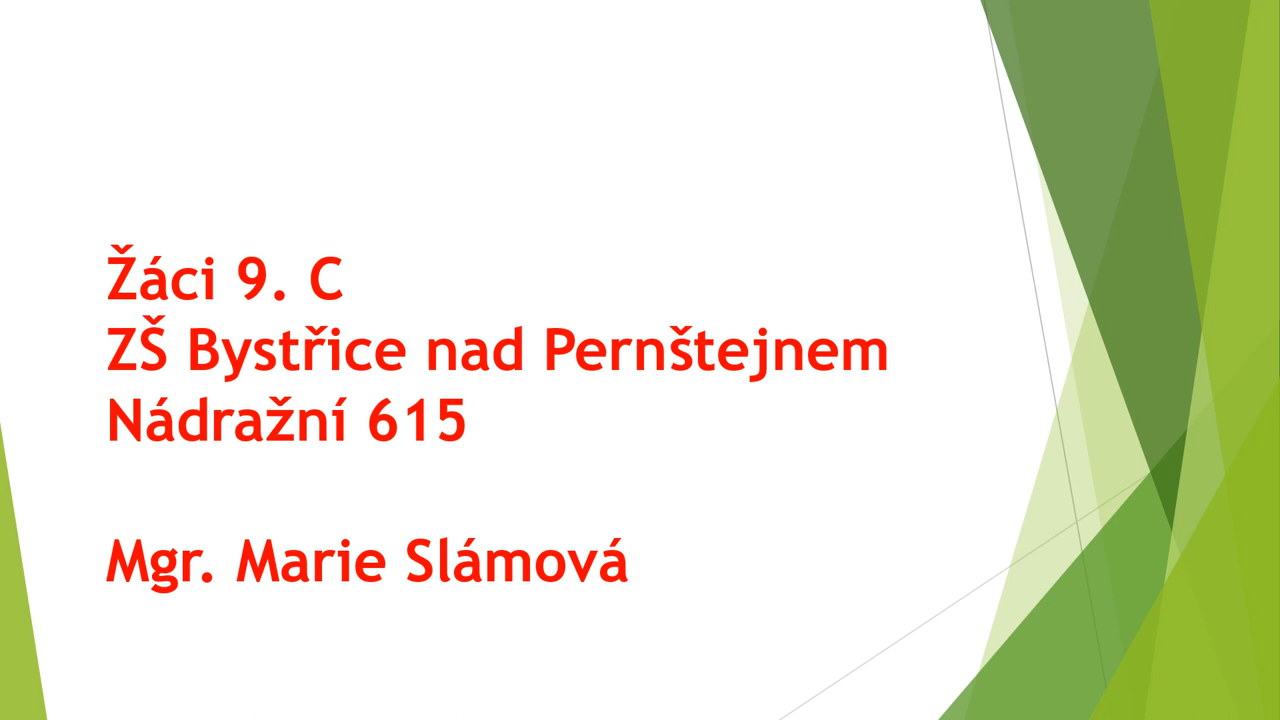 Žáci 9. C
ZŠ Bystřice nad Pernštejnem
Nádražní 615
Mgr. Marie Slámová